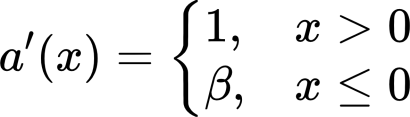 a′(x) = { 1, x > 0
β, x ≤ 0